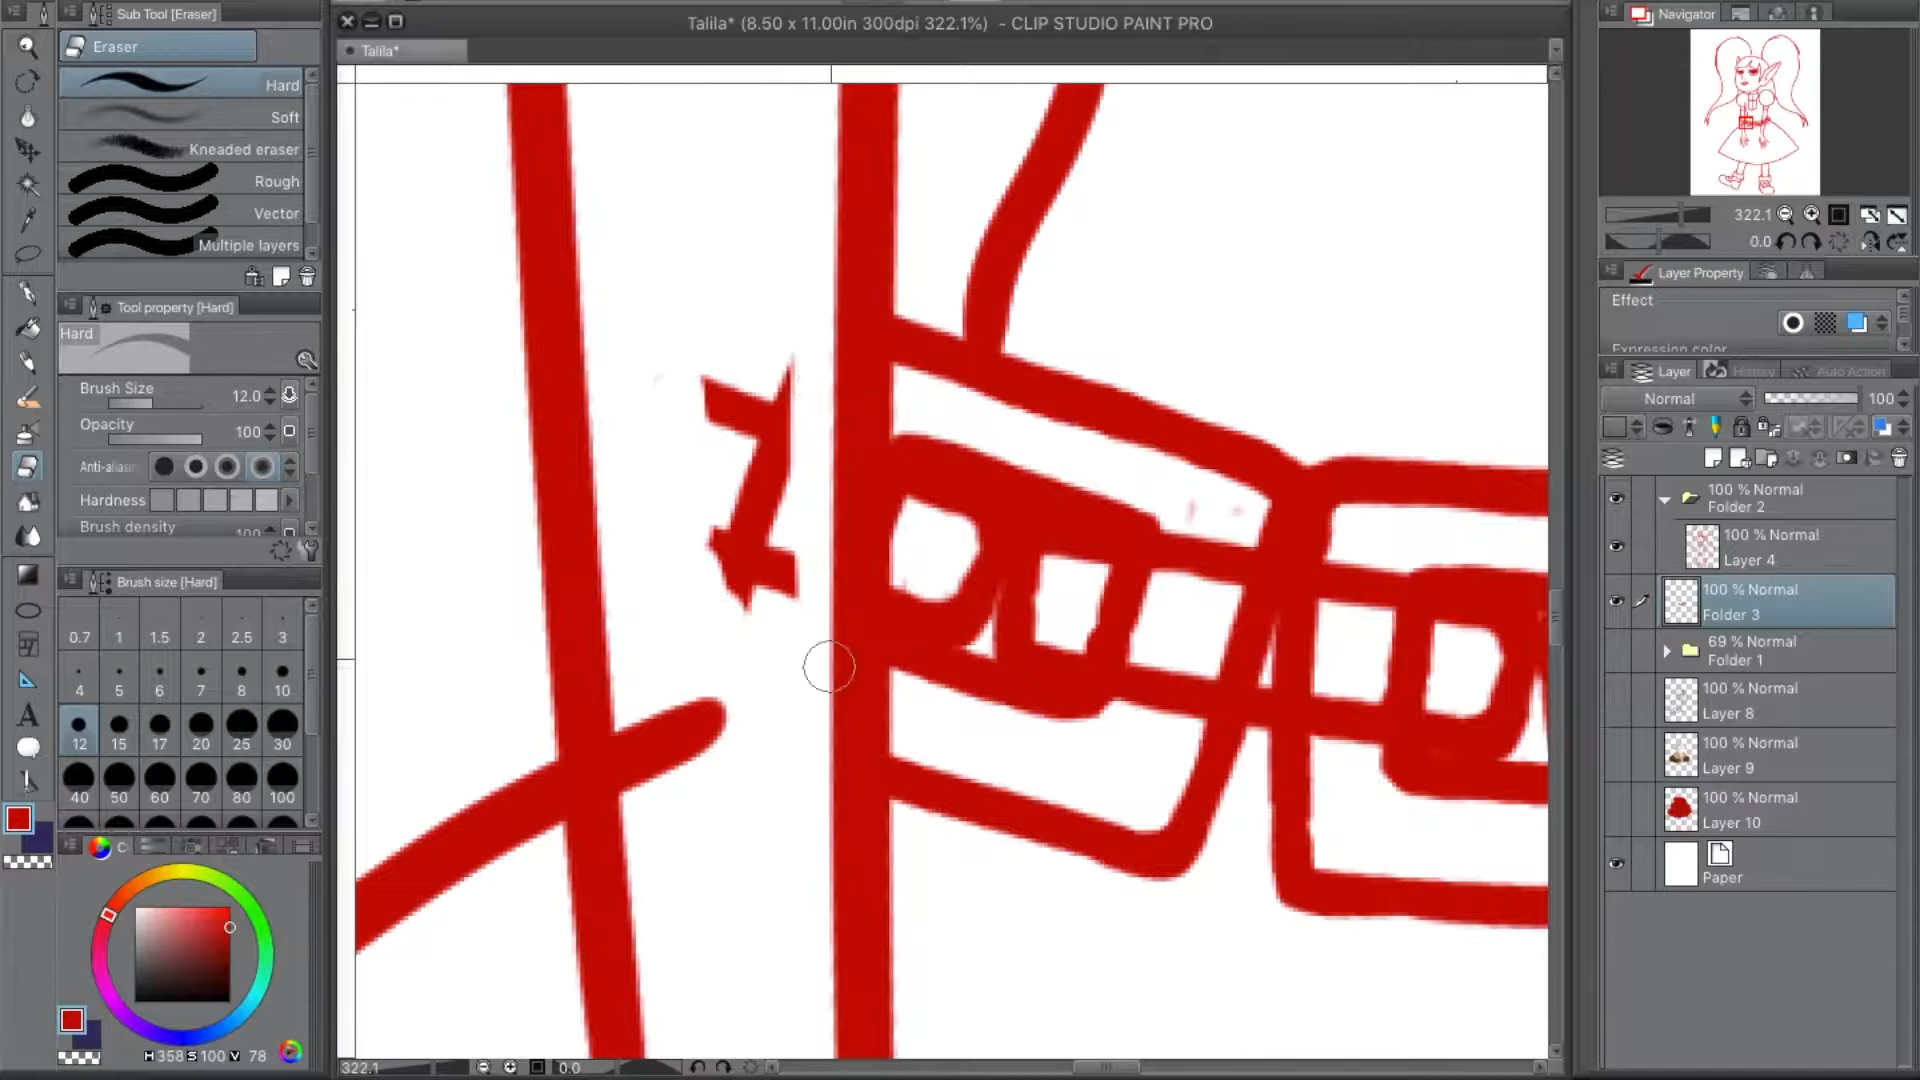 Sub Tool [Eraser]
Eraser
Hard
Soft
Kneaded eraser
Rough
Vector
Multiple layers
Tool property [Hard]
Hard
Brush Size 12.0
Opacity 100
Hardness
Brush density 100
Brush size [Hard]
0.7 1 1.5 2 2.5 3
4 5 6 7 8 10
12 15 17 20 25 30
40 50 60 70 80 100
C
H 358 S 100 V 78
Talila* (8.50 x 11.00in 300dpi 322.1%) - CLIP STUDIO PAINT PRO
Talila*
322.1 0.0
Navigator
322.1
0.0
Layer Property
Effect
Expression color
Layer History Auto Action
Normal 100
100 % Normal
Folder 2
100 % Normal
Layer 4
100 % Normal
Folder 3
69 % Normal
Folder 1
100 % Normal
Layer 8
100 % Normal
Layer 9
100 % Normal
Layer 10
Paper